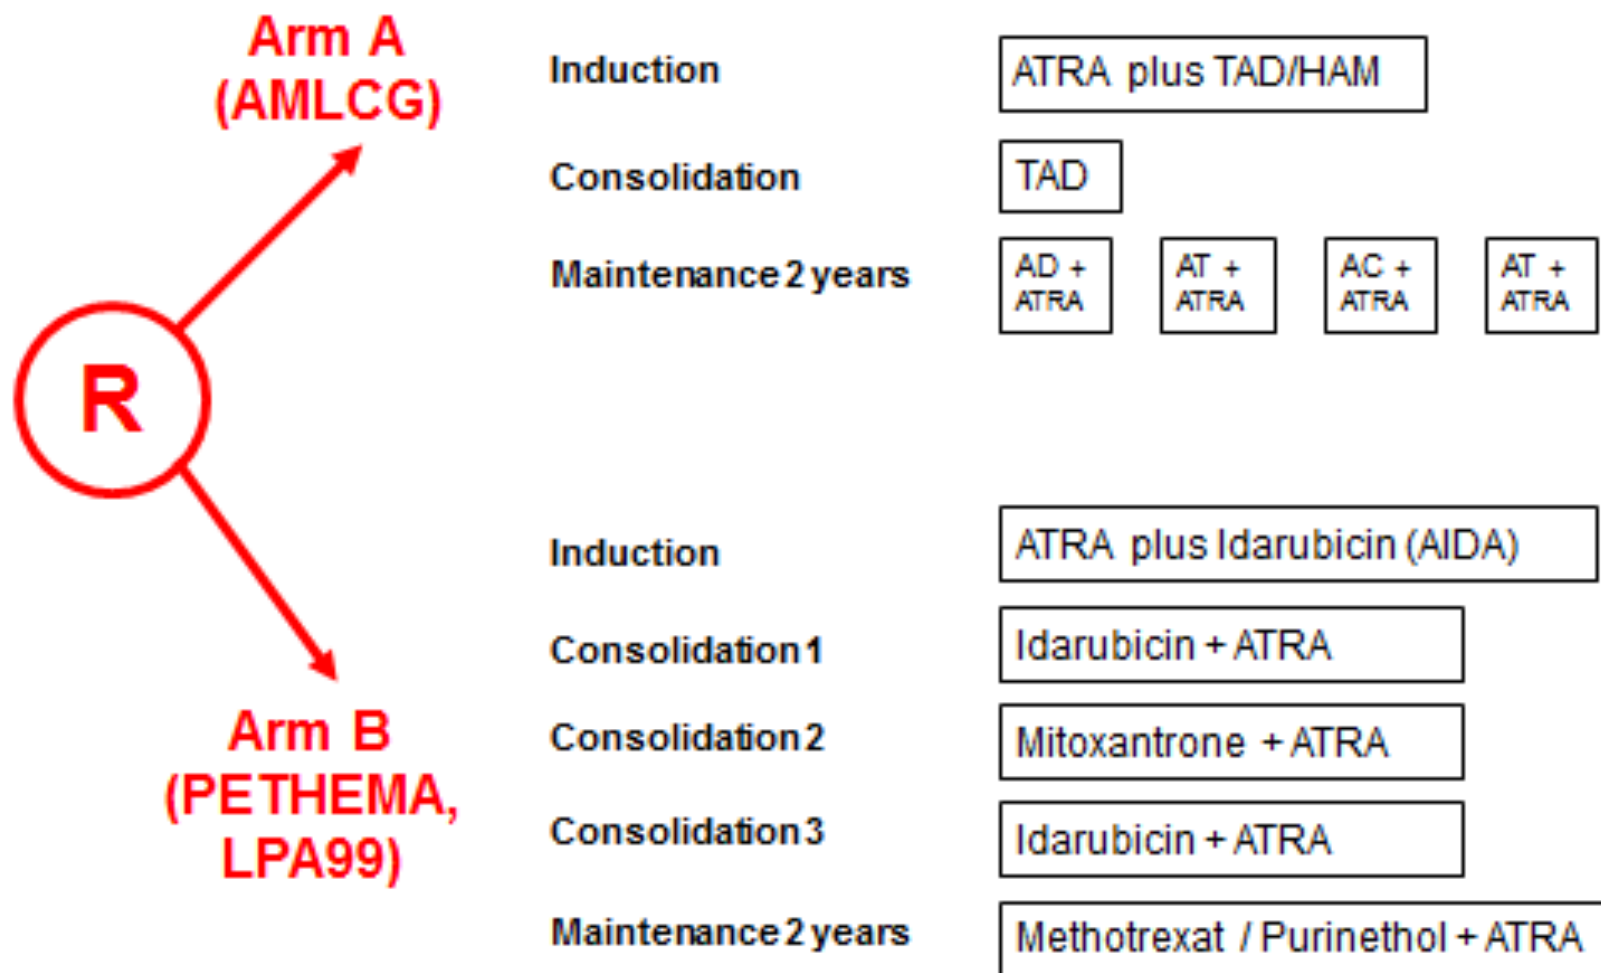 Arm A
(AMLCG)
Induction
ATRA plus TAD/HAM
Consolidation
TAD
Maintenance 2 years
AD +
ATRA
AT +
ATRA
AC +
ATRA
AT +
ATRA
R
Arm B
(PETHEMA,
LPA99)
Induction
ATRA plus Idarubicin (AIDA)
Consolidation 1
Idarubicin + ATRA
Consolidation 2
Mitoxantrone + ATRA
Consolidation 3
Idarubicin + ATRA
Maintenance 2 years
Methotrexat / Purinethol + ATRA